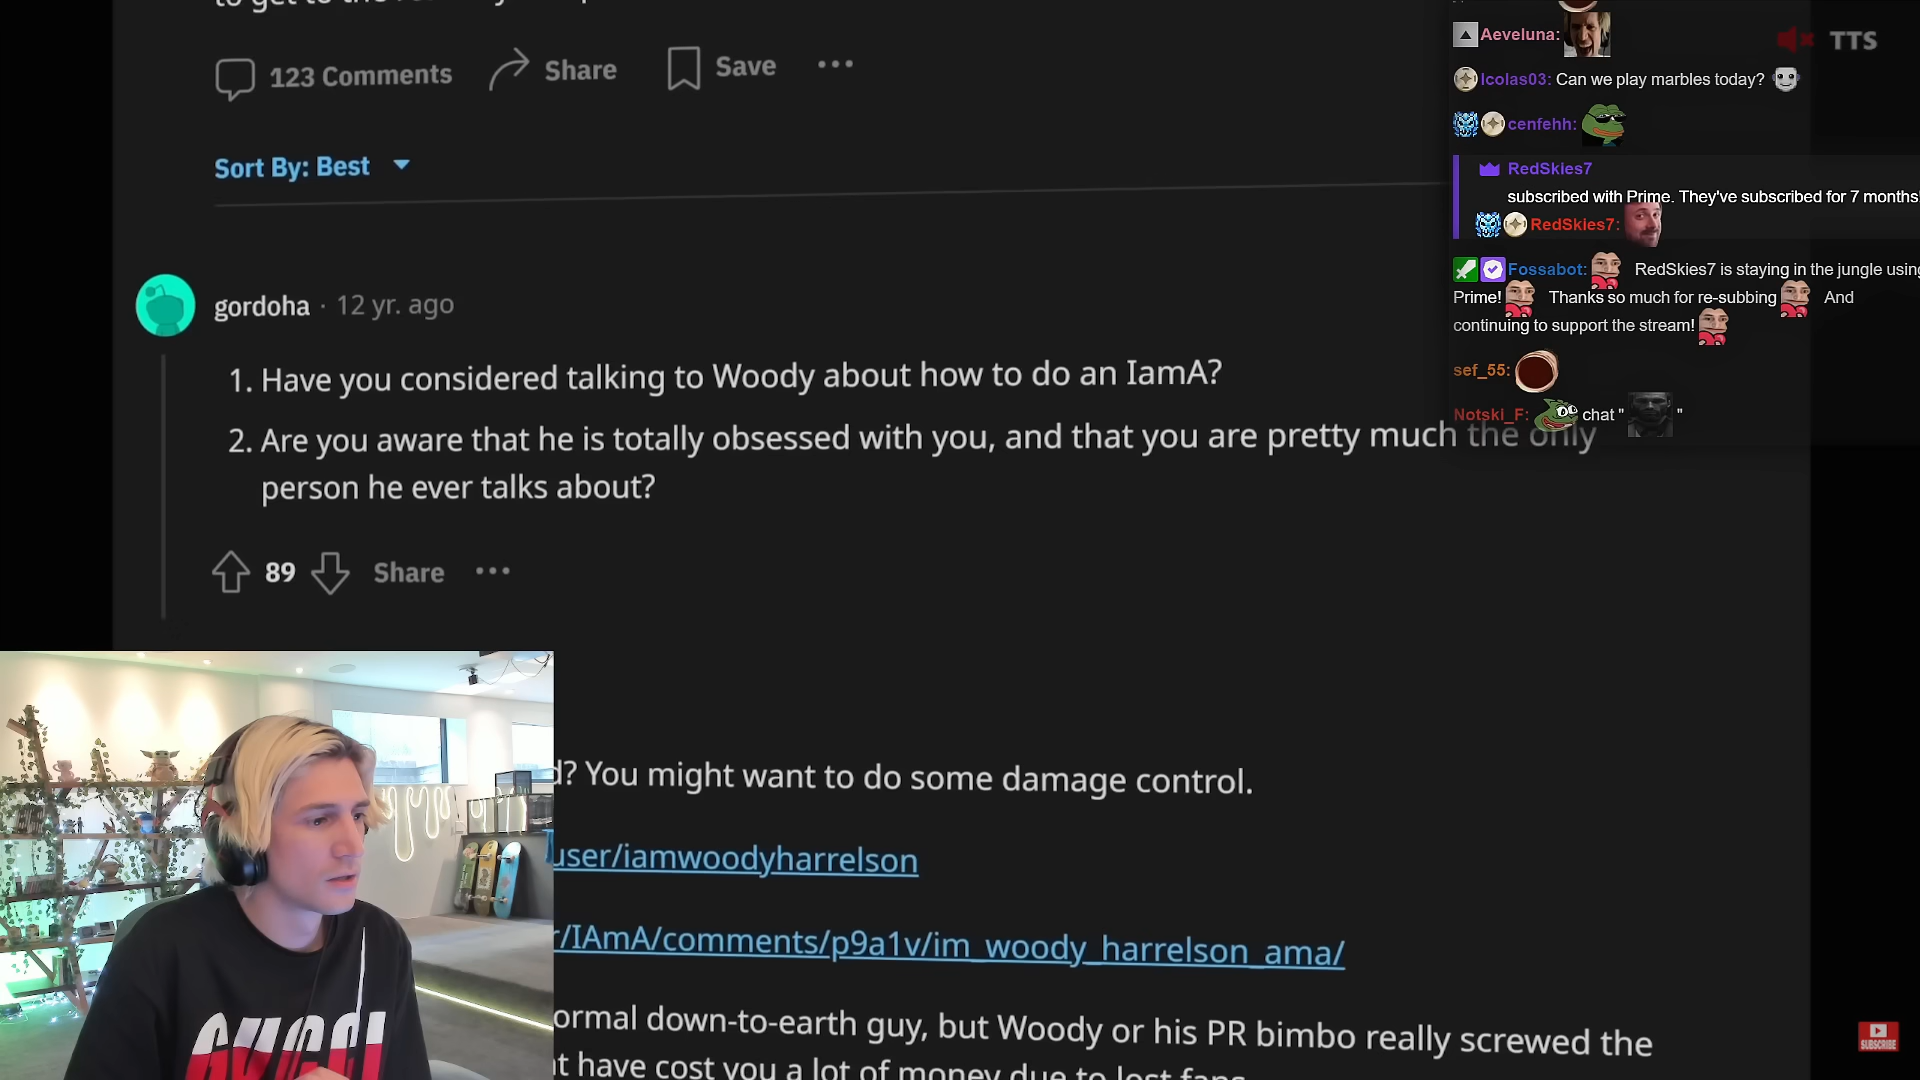 123 Comments Share Save
Sort By: Best
gordoha · 12 yr. ago
1. Have you considered talking to Woody about how to do an IamA?
2. Are you aware that he is totally obsessed with you, and that you are pretty much the only
person he ever talks about?
89 Share
d? You might want to do some damage control.
user/iamwoodyharrelson
r/IAmA/comments/p9a1v/im_woody_harrelson_ama/
ormal down-to-earth guy, but Woody or his PR bimbo really screwed the
t have cost you a lot of money due to lost fans
Aeveluna:
TTS
Icolas03: Can we play marbles today?
cenfehh:
RedSkies7
subscribed with Prime. They've subscribed for 7 months!
RedSkies7:
Fossabot: RedSkies7 is staying in the jungle using
Prime! Thanks so much for re-subbing And
continuing to support the stream!
sef_55:
Notski_F: chat " "
GUCCI
SUBSCRIBE